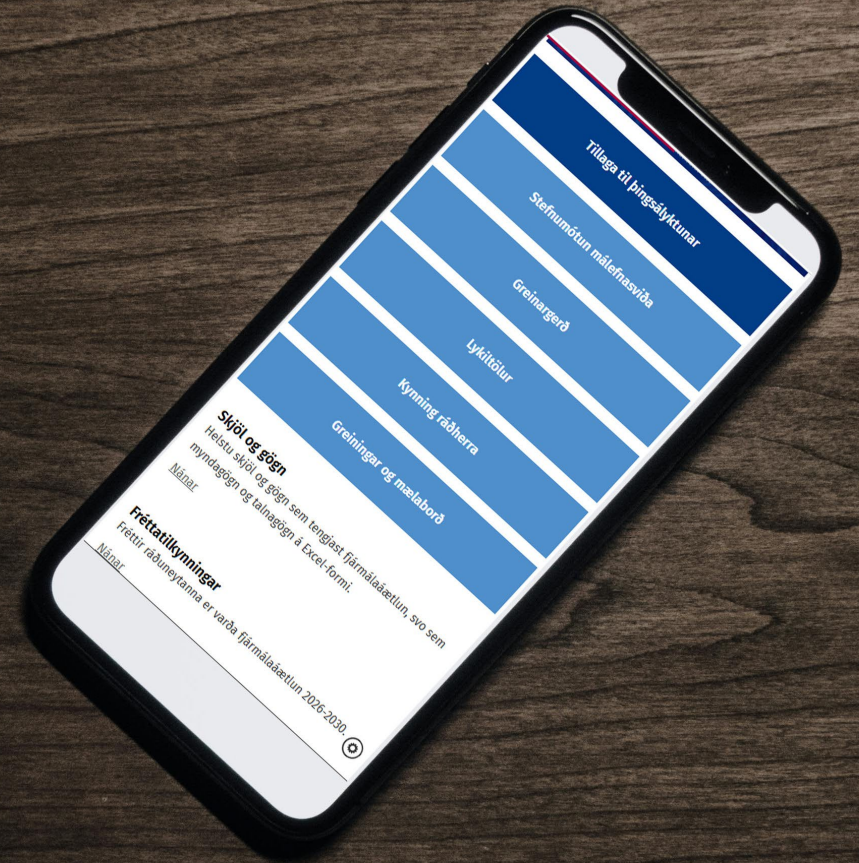 Tillaga til þingsályktunar
Stefnumótun málefnasviða
Greinargerð
Lykiltölur
Kynning ráðherra
Greiningar og mælaborð
Skjöl og gögn
Helstu skjöl og gögn sem tengjast fjármálaáætlun, svo sem
myndagögn og talnagögn á Excel-formi.
Nánar
Fréttatilkynningar
Fréttir ráðuneytanna er varða fjármálaáætlun 2026-2030.
Nánar